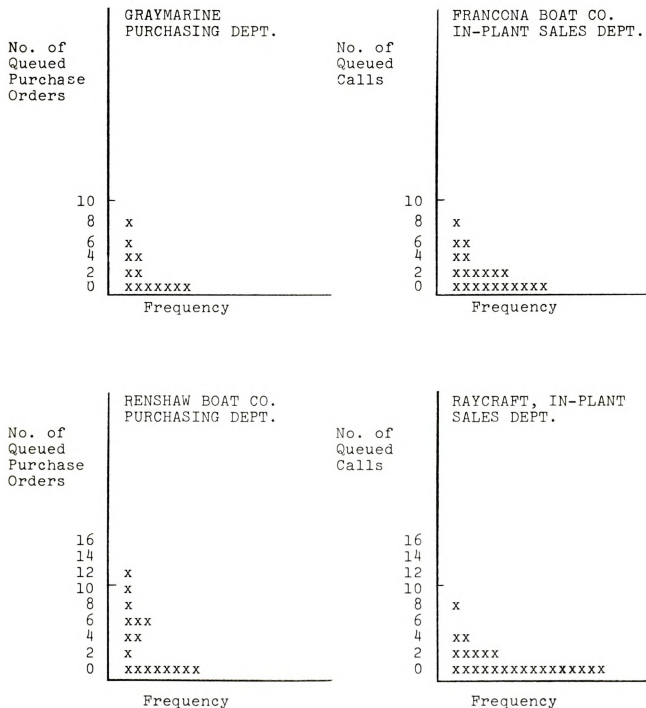 GRAYMARINE
PURCHASING DEPT.
No. of
Queued
Purchase
Orders
10
8 x
6 x
4 xx
2 xx
0 xxxxxxx
Frequency
FRANCONA BOAT CO.
IN-PLANT SALES DEPT.
No. of
Queued
Calls
10
8 x
6 xx
4 xx
2 xxxxxx
0 xxxxxxxxxx
Frequency
RENSHAW BOAT CO.
PURCHASING DEPT.
No. of
Queued
Purchase
Orders
16
14
12 x
10 x
8 x
6 xxx
4 xx
2 x
0 xxxxxxxx
Frequency
RAYCRAFT, IN-PLANT
SALES DEPT.
No. of
Queued
Calls
16
14
12
10
8 x
6
4 xx
2 xxxxx
0 xxxxxxxxxxxxxxxx
Frequency